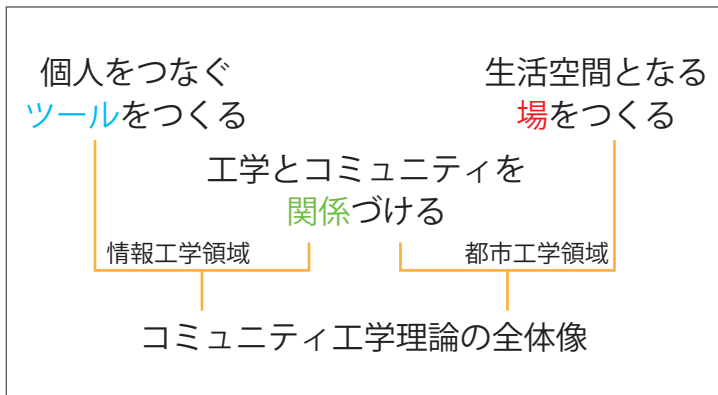 個人をつなぐ
ツールをつくる
生活空間となる
場をつくる
工学とコミュニティを
関係づける
情報工学領域
都市工学領域
コミュニティ工学理論の全体像